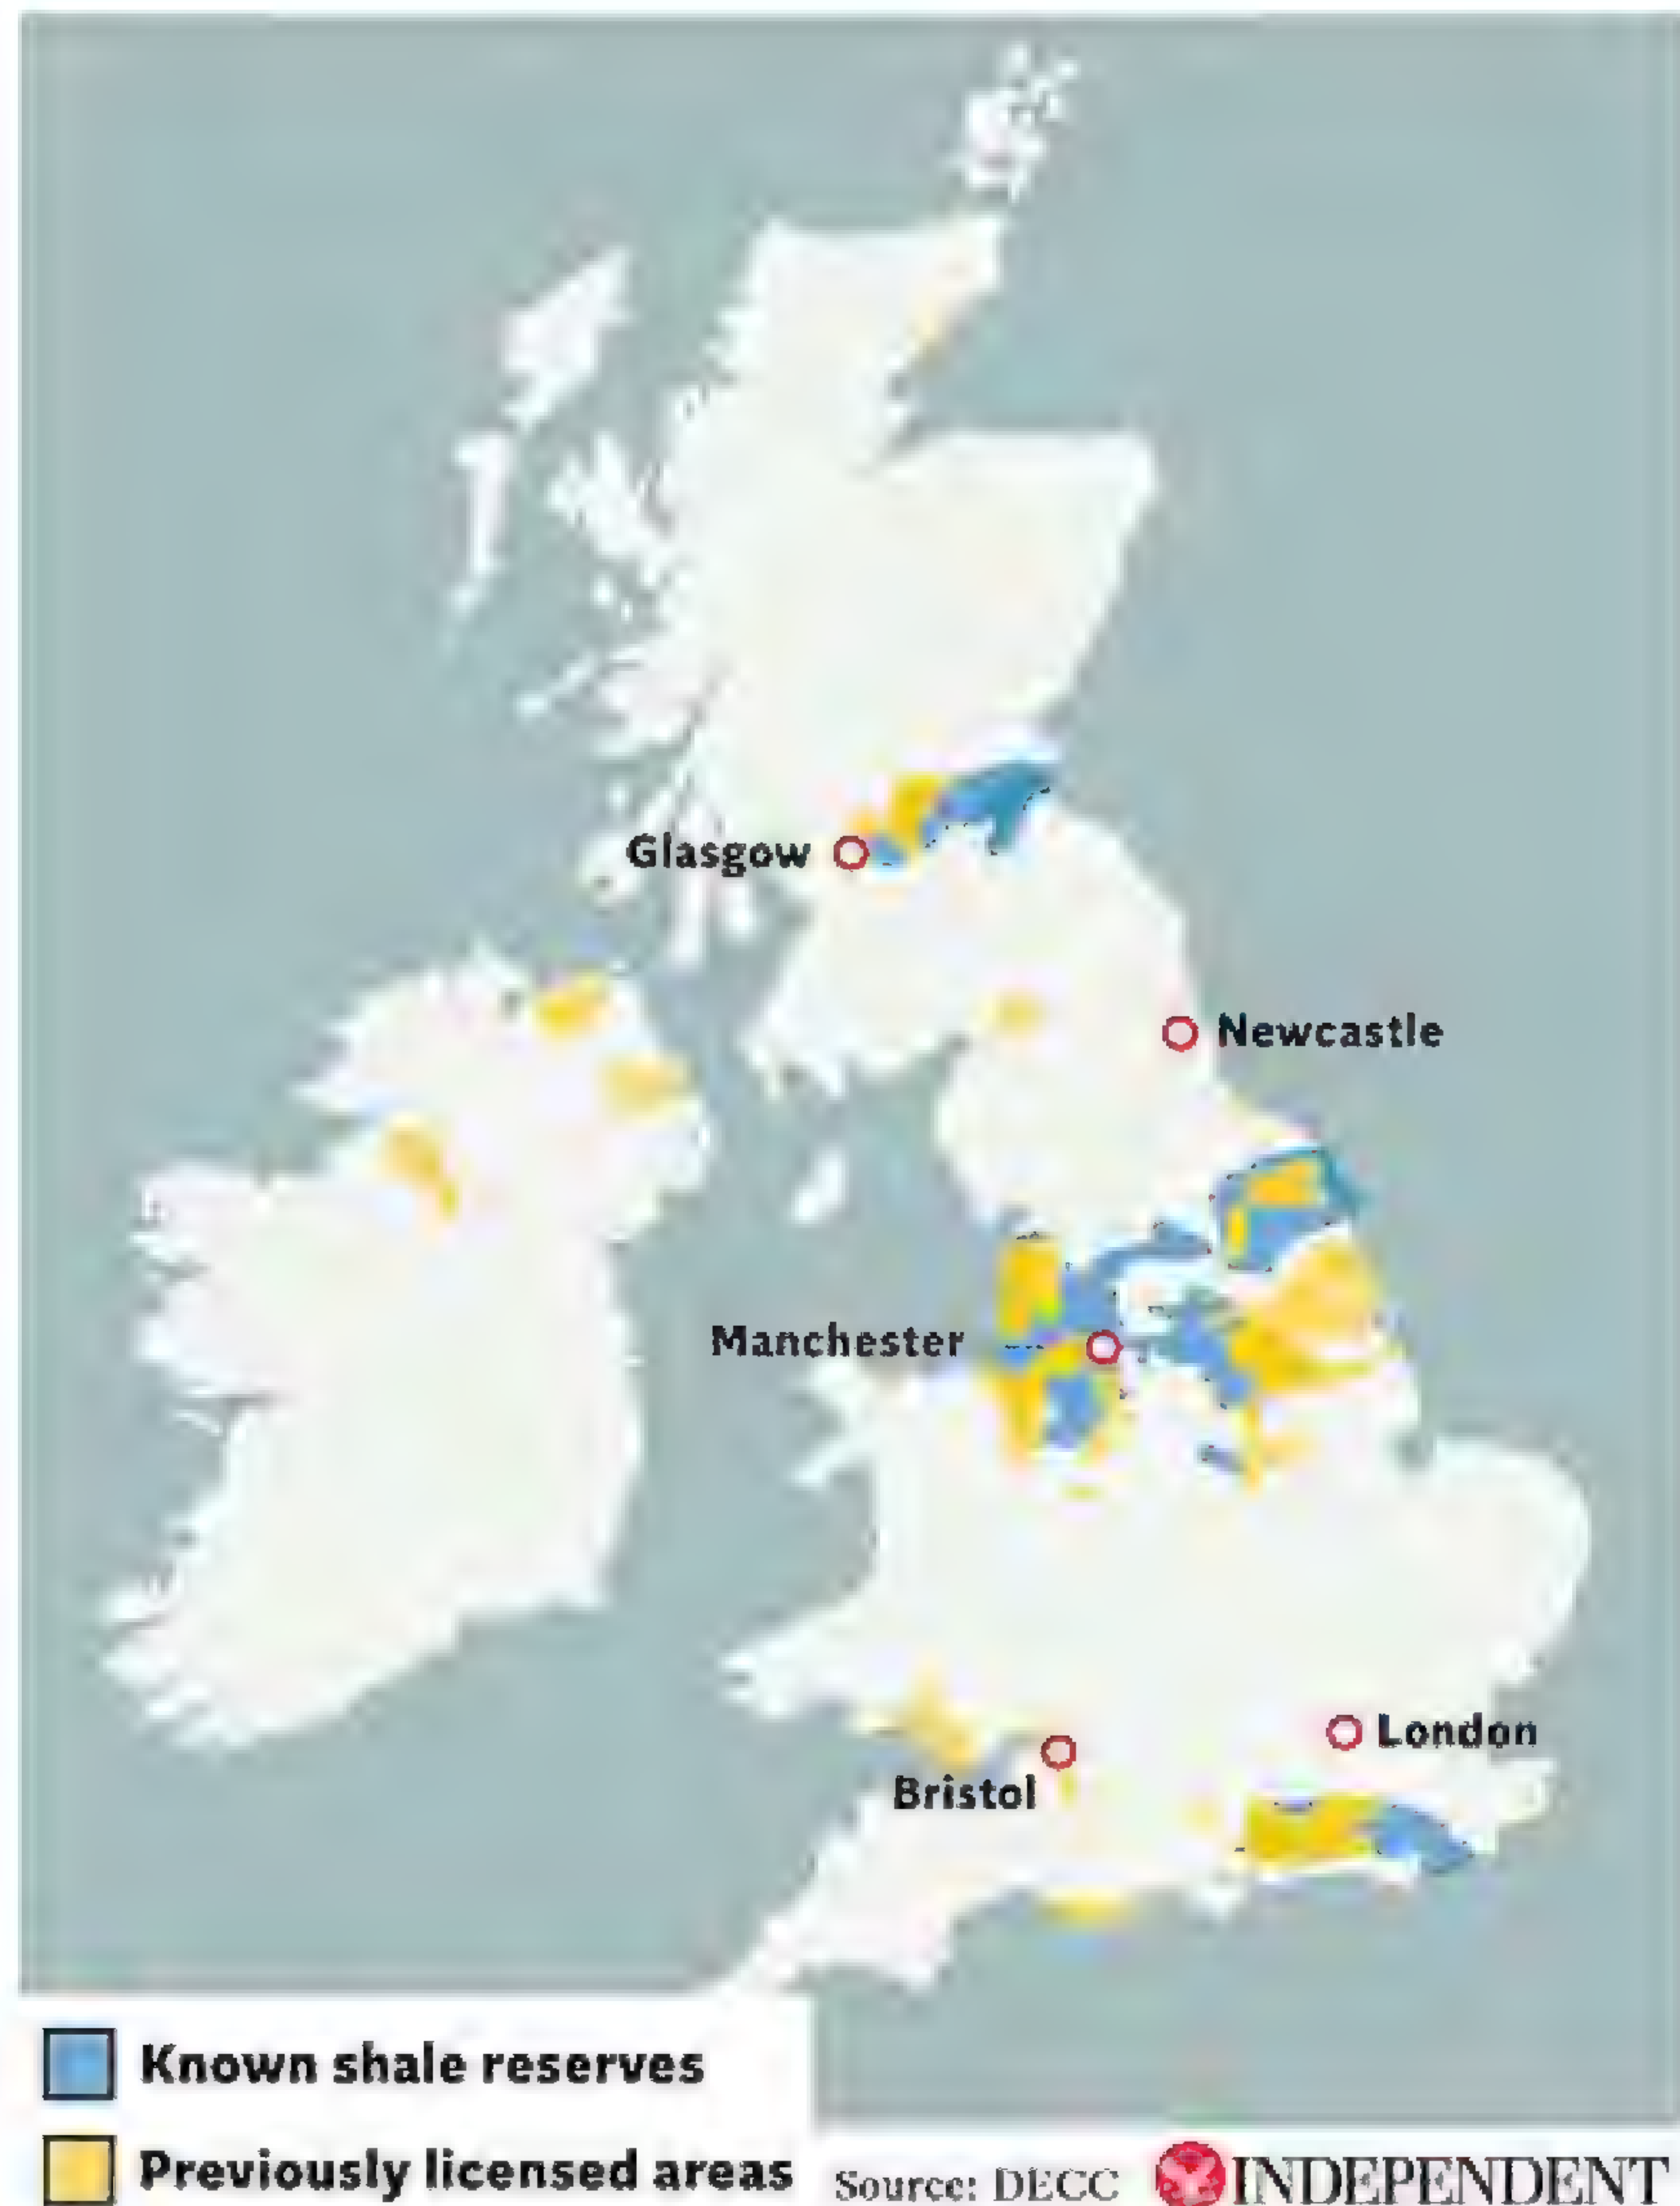 Glasgow
Newcastle
Manchester
London
Bristol
Known shale reserves
Previously licensed areas
Source: DECC
INDEPENDENT